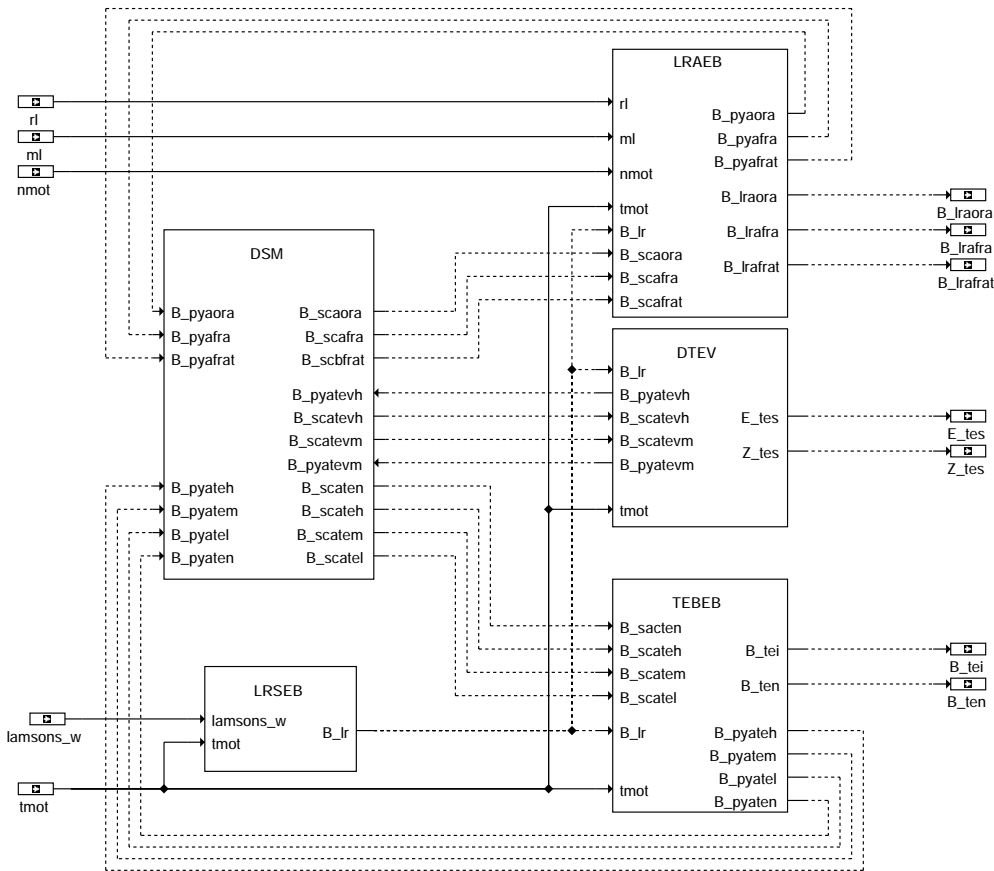 LRAEB
rl
rl
ml
ml
nmot
nmot
tmot
B_lr
B_scaora
B_scafra
B_scafrat
B_pyaora
B_pyafra
B_pyafrat
B_lraora
B_lrafra
B_lrafrat
B_lraora
B_lrafra
B_lrafrat
DSM
B_pyaora
B_pyafra
B_pyafrat
B_pyateh
B_pyatem
B_pyatel
B_pyaten
B_scaora
B_scafra
B_scbfrat
B_pyatevh
B_scatevh
B_scatevm
B_pyatevm
B_scaten
B_scateh
B_scatem
B_scatel
DTEV
B_lr
B_pyatevh
B_scatevh
B_scatevm
B_pyatevm
tmot
E_tes
Z_tes
E_tes
Z_tes
TEBEB
B_sacten
B_scateh
B_scatem
B_scatel
B_lr
tmot
B_tei
B_ten
B_pyateh
B_pyatem
B_pyatel
B_pyaten
B_tei
B_ten
LRSEB
lamsons_w
tmot
B_lr
lamsons_w
tmot